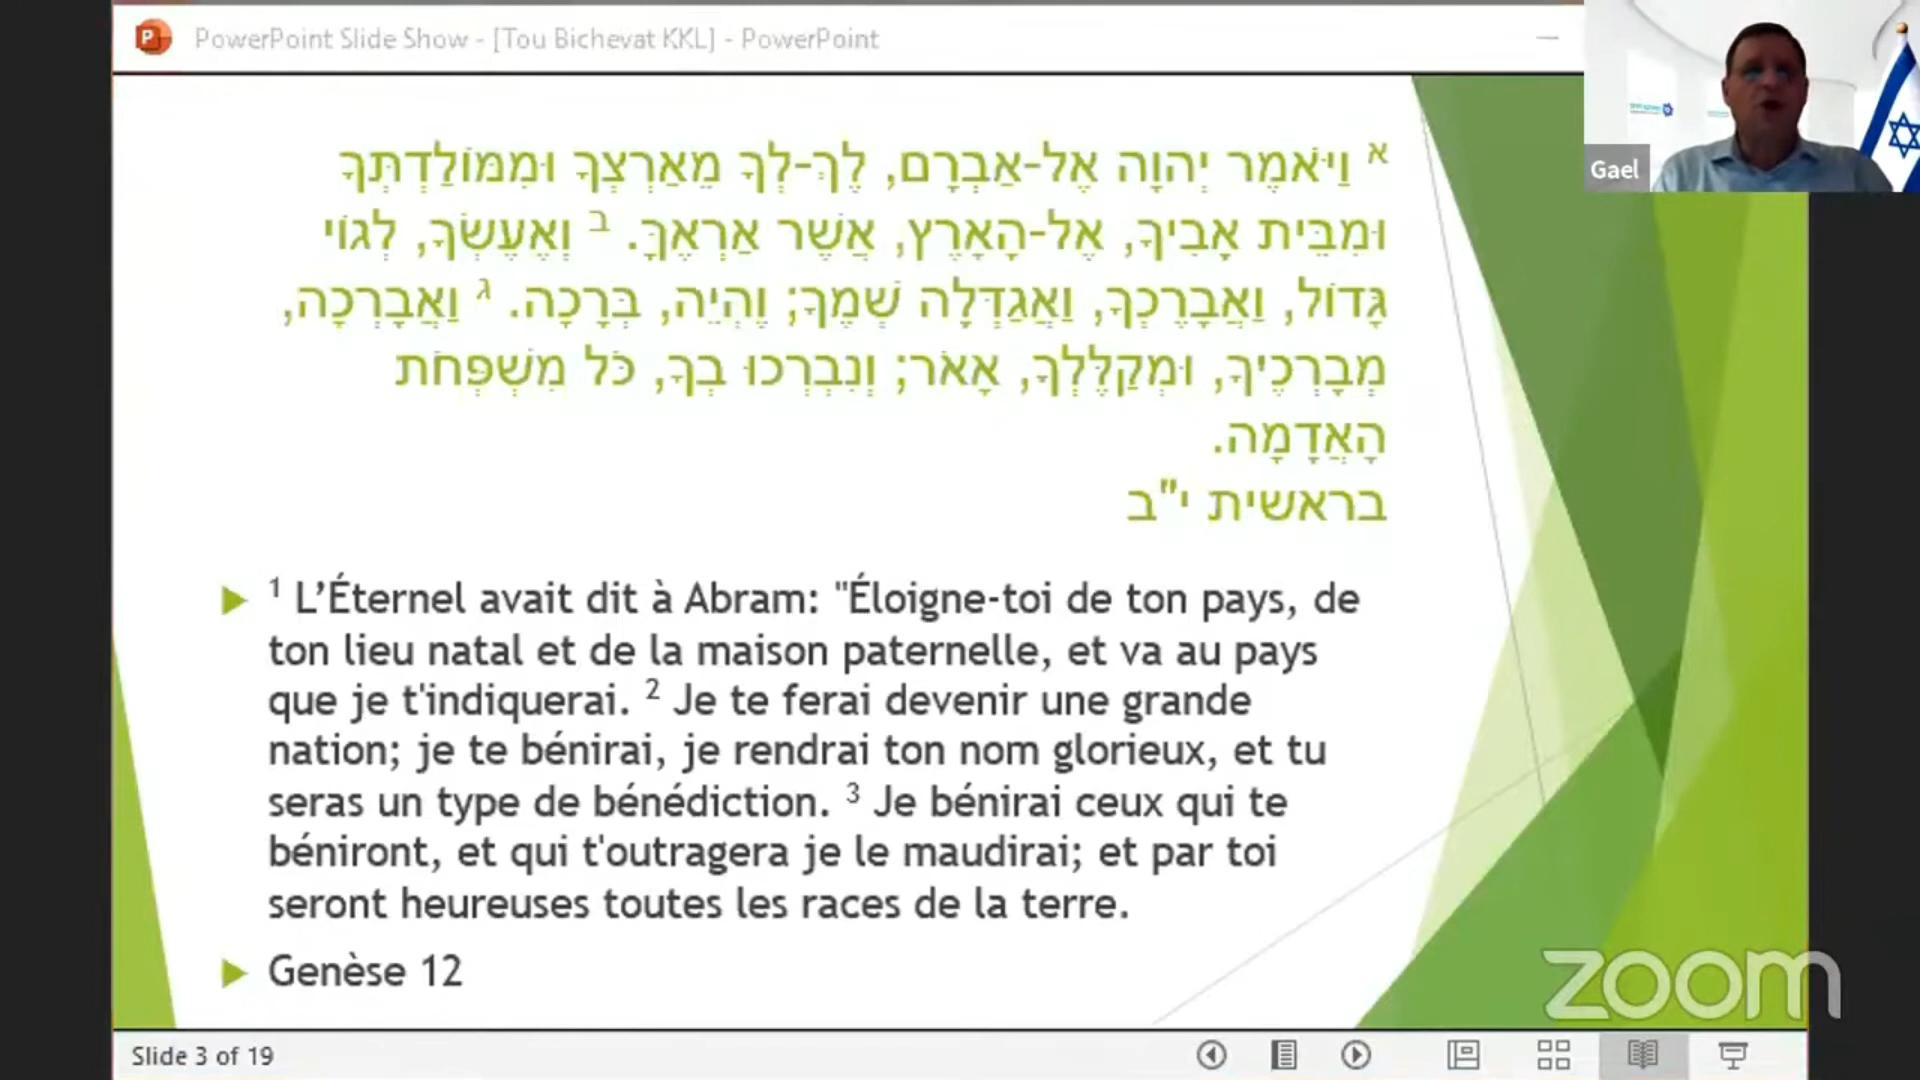 PowerPoint Slide Show - [Tou Bichevat KKL] - PowerPoint
Gael
א וַיֹּאמֶר יְהוָה אֶל-אַבְרָם, לֶךְ-לְךָ מֵאַרְצְךָ וּמִמּוֹלַדְתְּךָ
וּמִבֵּית אָבִיךָ, אֶל-הָאָרֶץ, אֲשֶׁר אַרְאֶךָּ. ב וְאֶעֶשְׂךָ, לְגוֹי
גָּדוֹל, וַאֲבָרֶכְךָ, וַאֲגַדְּלָה שְׁמֶךָ; וֶהְיֵה, בְּרָכָה. ג וַאֲבָרְכָה,
מְבָרְכֶיךָ, וּמְקַלֶּלְךָ, אָאֹר; וְנִבְרְכוּ בְךָ, כֹּל מִשְׁפְּחֹת
הָאֲדָמָה.
בראשית י"ב
1 L’Éternel avait dit à Abram: "Éloigne-toi de ton pays, de
ton lieu natal et de la maison paternelle, et va au pays
que je t'indiquerai. 2 Je te ferai devenir une grande
nation; je te bénirai, je rendrai ton nom glorieux, et tu
seras un type de bénédiction. 3 Je bénirai ceux qui te
béniront, et qui t'outragera je le maudirai; et par toi
seront heureuses toutes les races de la terre.
Genèse 12
zoom
Slide 3 of 19